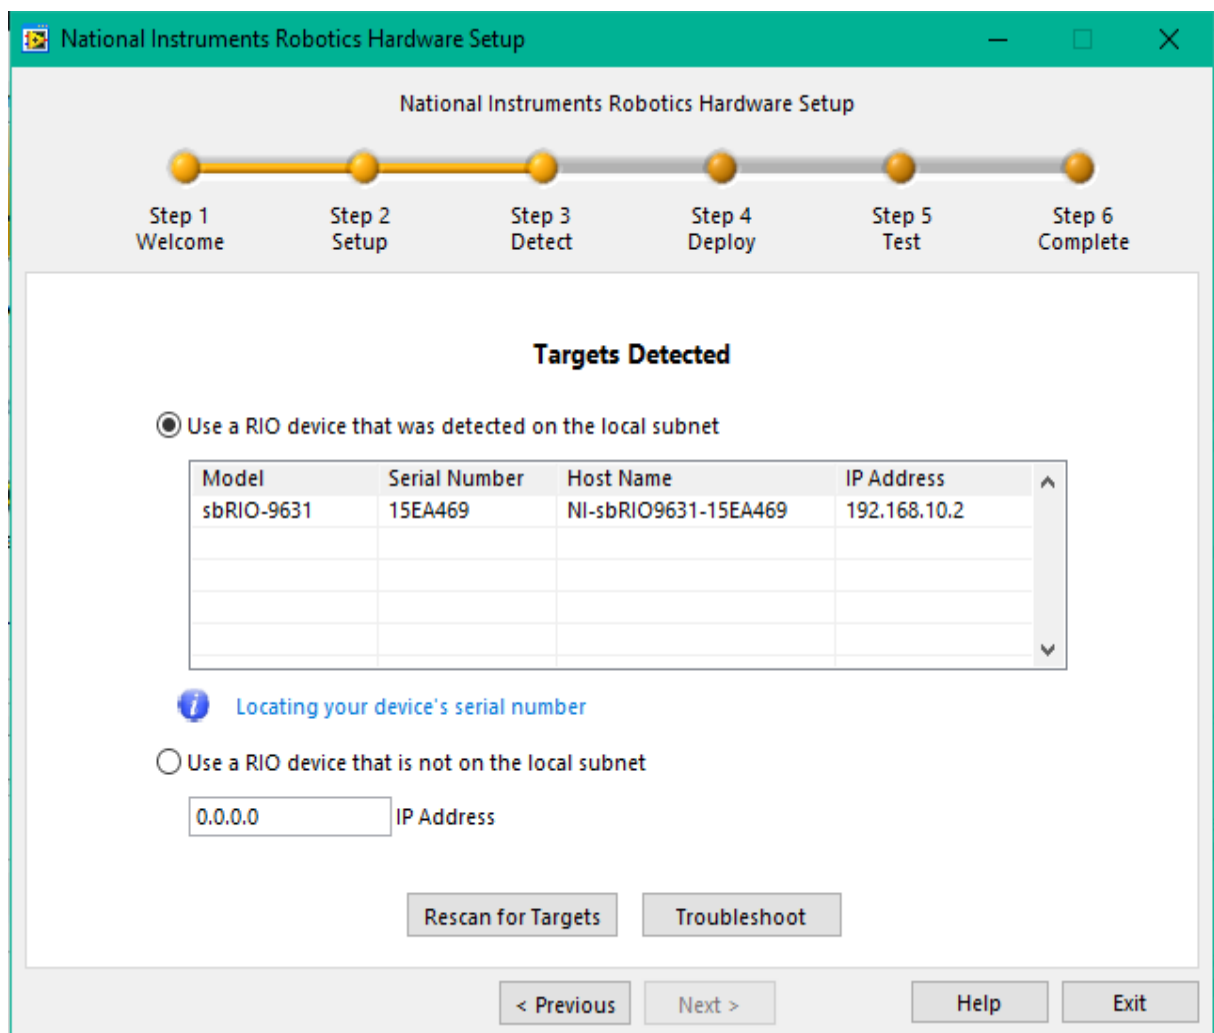 National Instruments Robotics Hardware Setup
National Instruments Robotics Hardware Setup
Step 1 Step 2 Step 3 Step 4 Step 5 Step 6
Welcome Setup Detect Deploy Test Complete
Targets Detected
Use a RIO device that was detected on the local subnet
Model Serial Number Host Name IP Address
sbRIO-9631 15EA469 NI-sbRIO9631-15EA469 192.168.10.2
Locating your device's serial number
Use a RIO device that is not on the local subnet
0.0.0.0 IP Address
Rescan for Targets Troubleshoot
< Previous Next > Help Exit